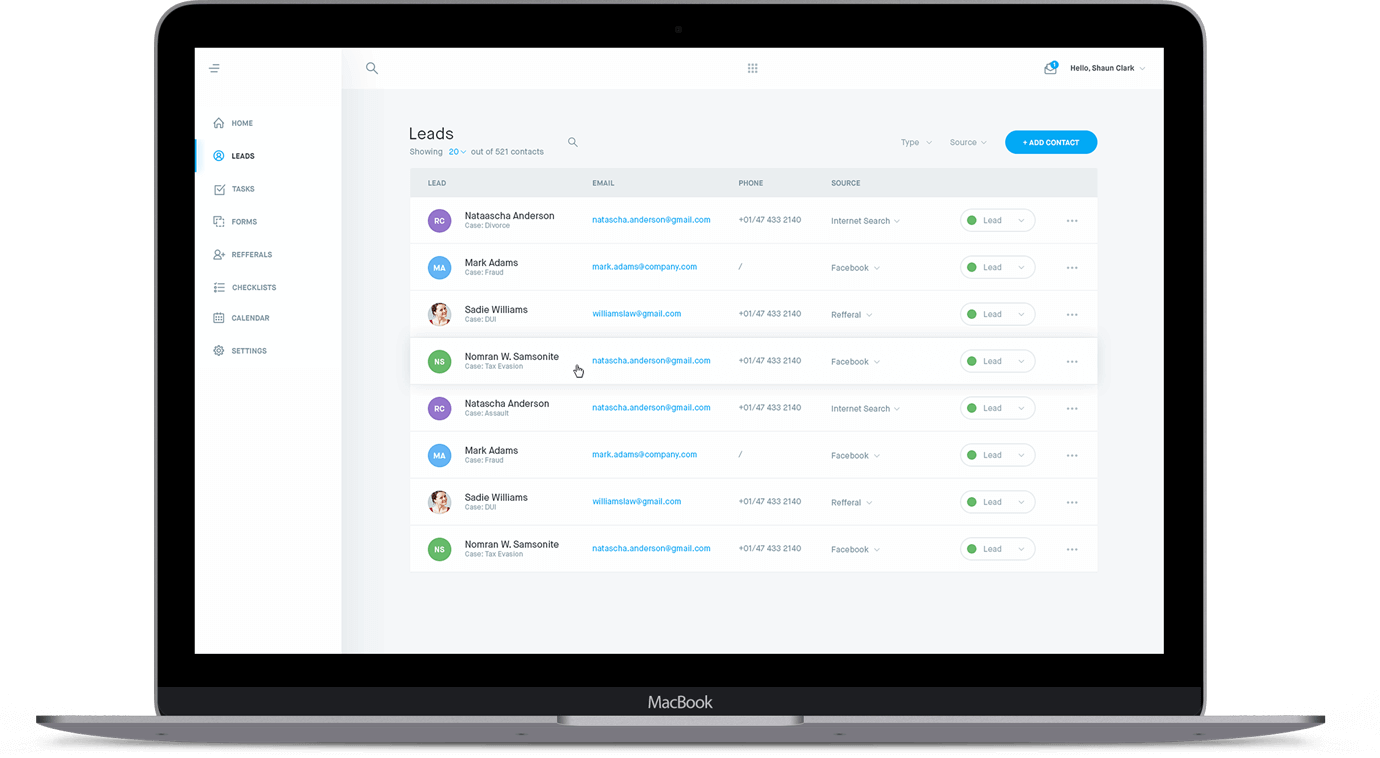 Hello, Shaun Clark
1
HOME
LEADS
TASKS
FORMS
REFFERALS
CHECKLISTS
CALENDAR
SETTINGS
Leads
Showing 20 out of 521 contacts
Type Source + ADD CONTACT
LEAD EMAIL PHONE SOURCE
RC Nataascha Anderson natascha.anderson@gmail.com +01/47 433 2140 Internet Search Lead
Case: Divorce
MA Mark Adams mark.adams@company.com / Facebook Lead
Case: Fraud
Sadie Williams williamslaw@gmail.com +01/47 433 2140 Refferal Lead
Case: DUI
NS Nomran W. Samsonite natascha.anderson@gmail.com +01/47 433 2140 Facebook Lead
Case: Tax Evasion
RC Natascha Anderson natascha.anderson@gmail.com +01/47 433 2140 Internet Search Lead
Case: Assault
MA Mark Adams mark.adams@company.com / Facebook Lead
Case: Fraud
Sadie Williams williamslaw@gmail.com +01/47 433 2140 Refferal Lead
Case: DUI
NS Nomran W. Samsonite natascha.anderson@gmail.com +01/47 433 2140 Facebook Lead
Case: Tax Evasion
MacBook